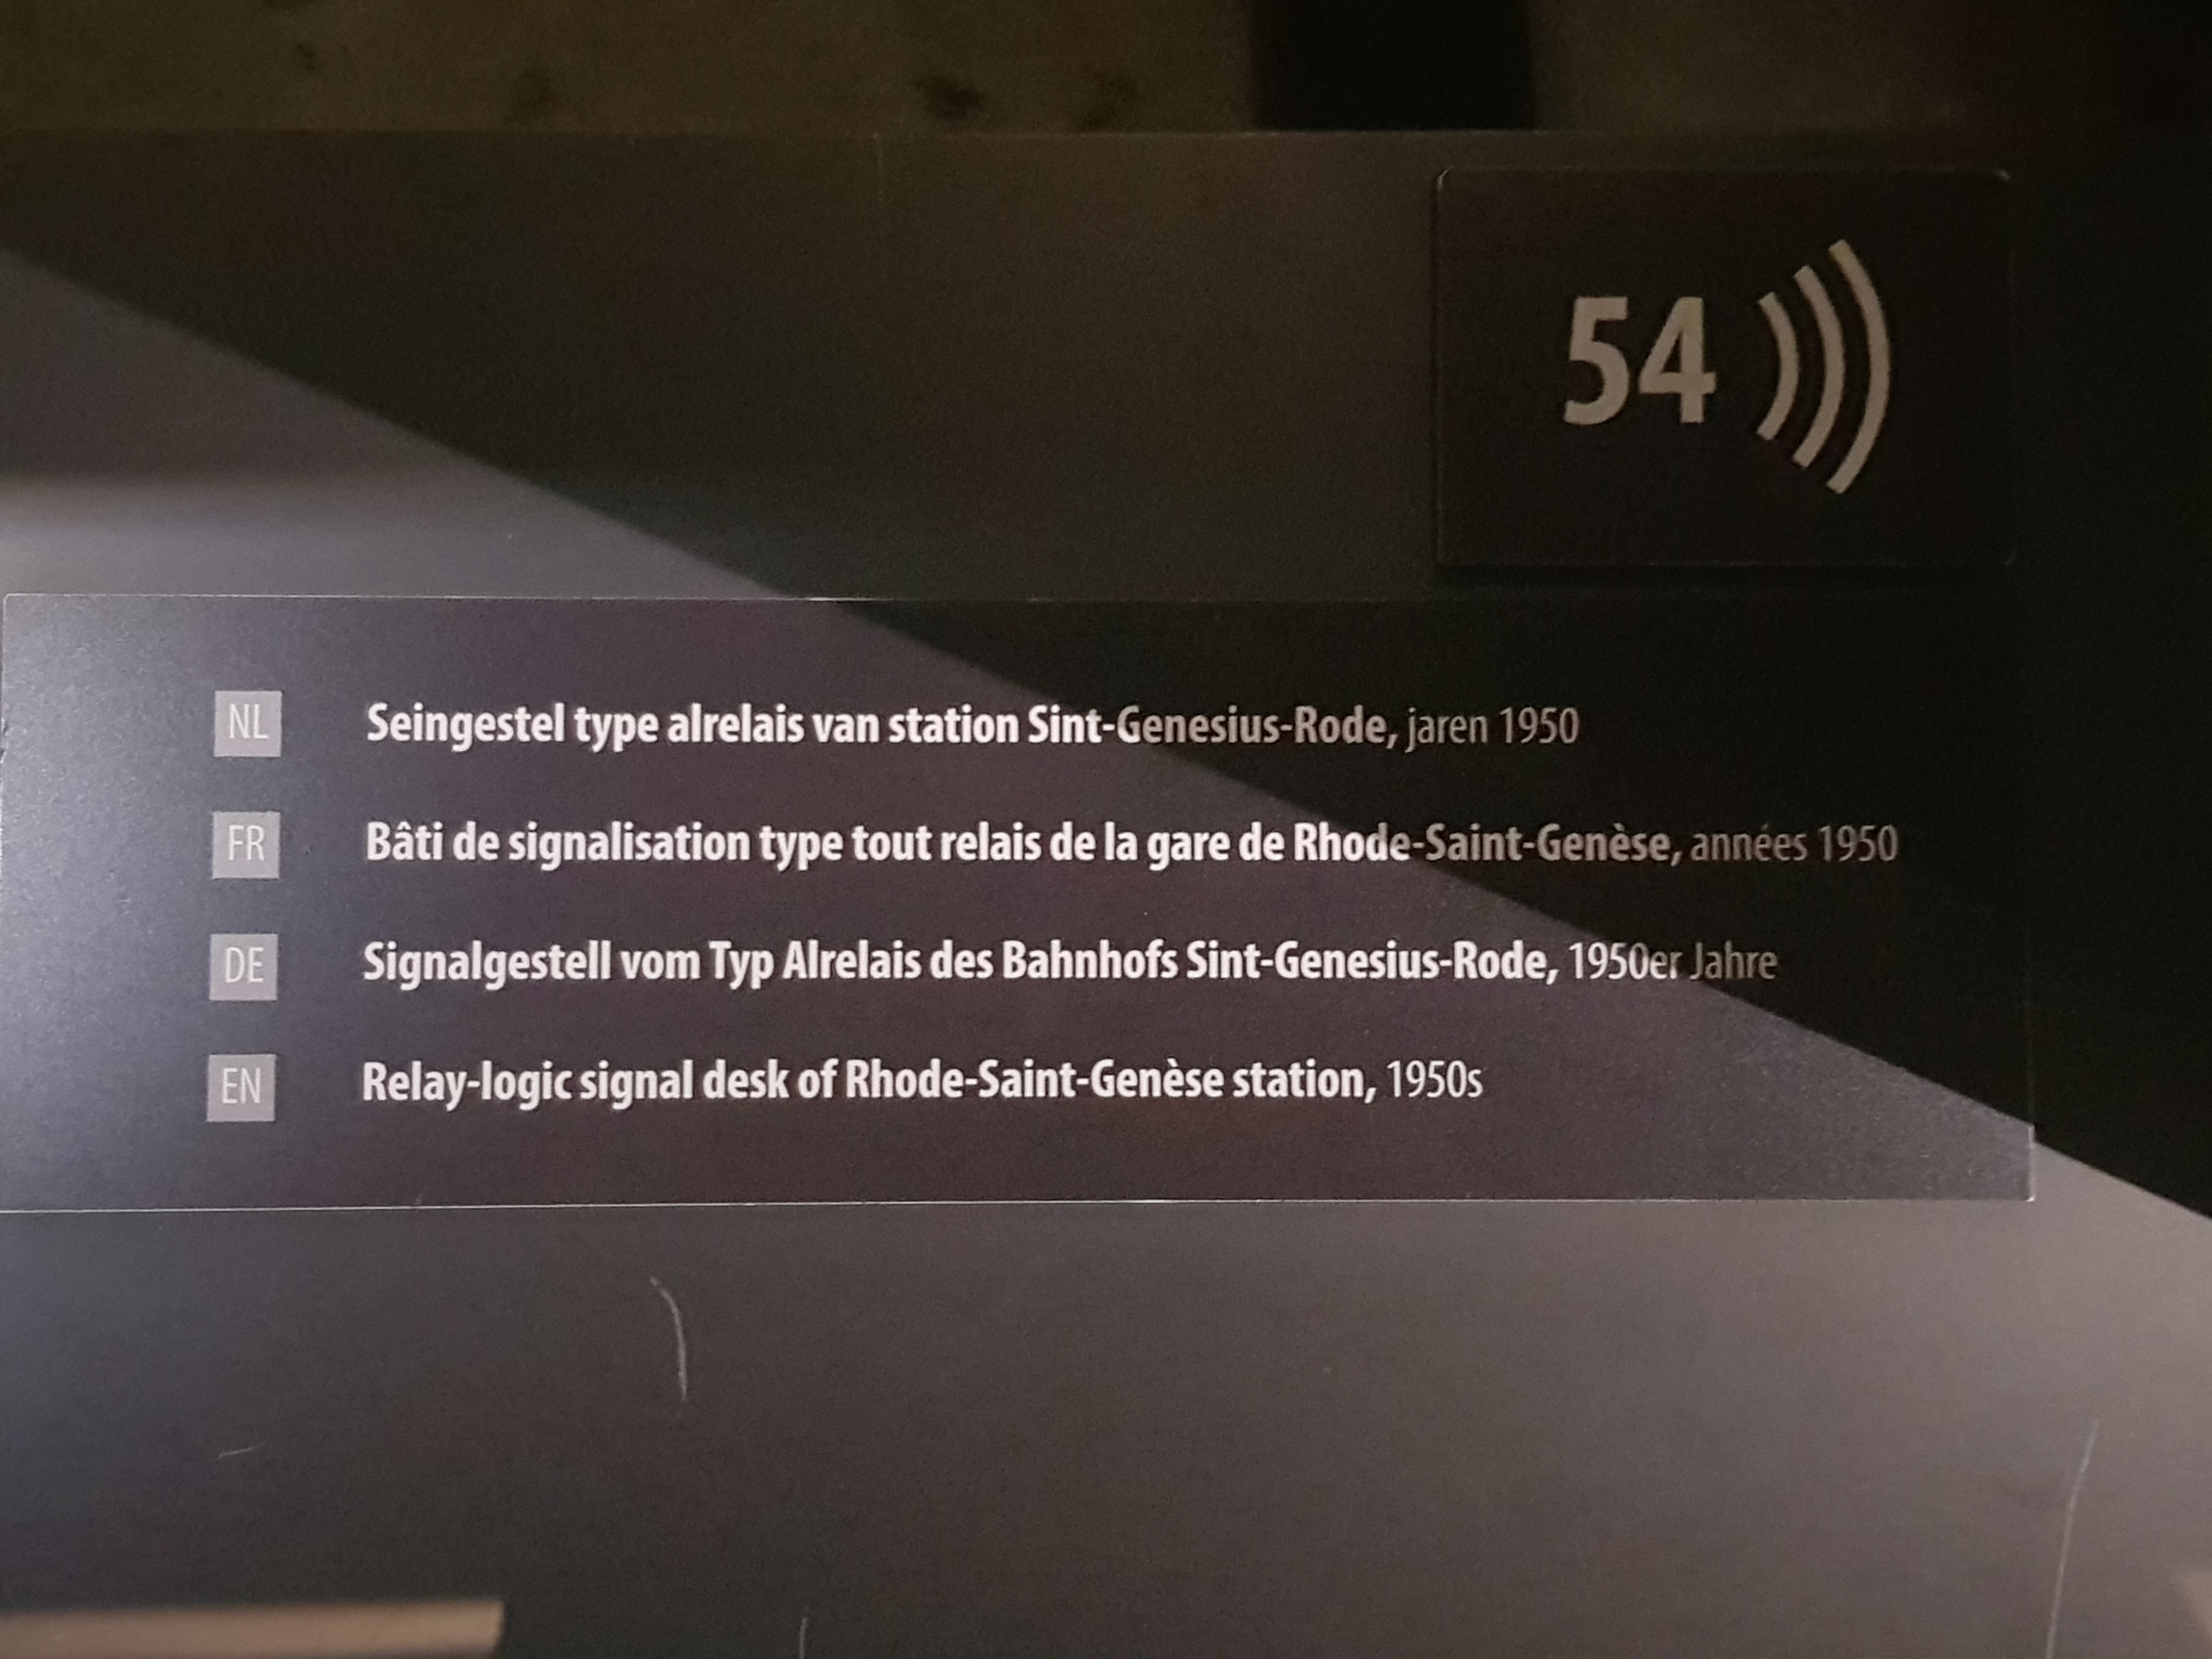 54
NL Seingestel type alrelais van station Sint-Genesius-Rode, jaren 1950
FR Bâti de signalisation type tout relais de la gare de Rhode-Saint-Genèse, années 1950
DE Signalgestell vom Typ Alrelais des Bahnhofs Sint-Genesius-Rode, 1950er Jahre
EN Relay-logic signal desk of Rhode-Saint-Genèse station, 1950s